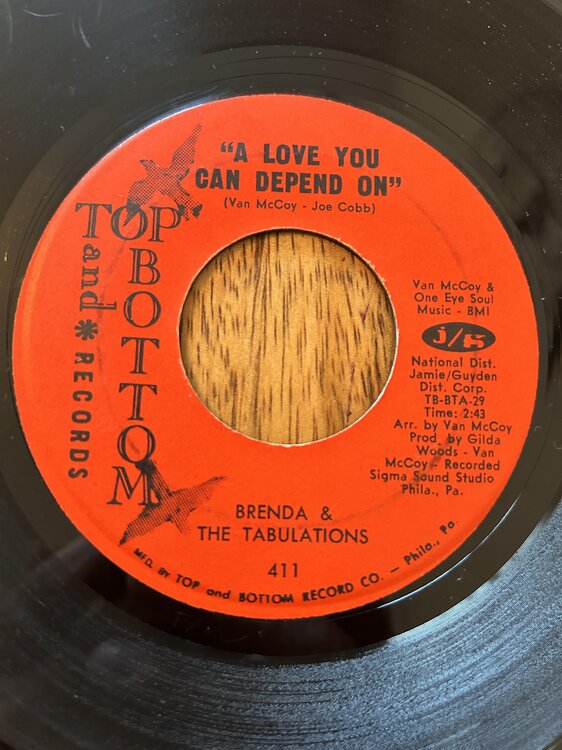 "A LOVE YOU
CAN DEPEND ON"
(Van McCoy - Joe Cobb)
TOP
and
BOTTOM
* RECORDS
Van McCoy &
One Eye Soul
Music - BMI
j/g
National Dist.
Jamie/Guyden
Dist. Corp.
TB-BTA-29
Time: 2:43
Arr. by Van McCoy
Prod. by Gilda
Woods - Van
McCoy - Recorded
Sigma Sound Studio
Phila., Pa.
BRENDA &
THE TABULATIONS
411
MFD. BY TOP and BOTTOM RECORD CO. - Phila., Pa.